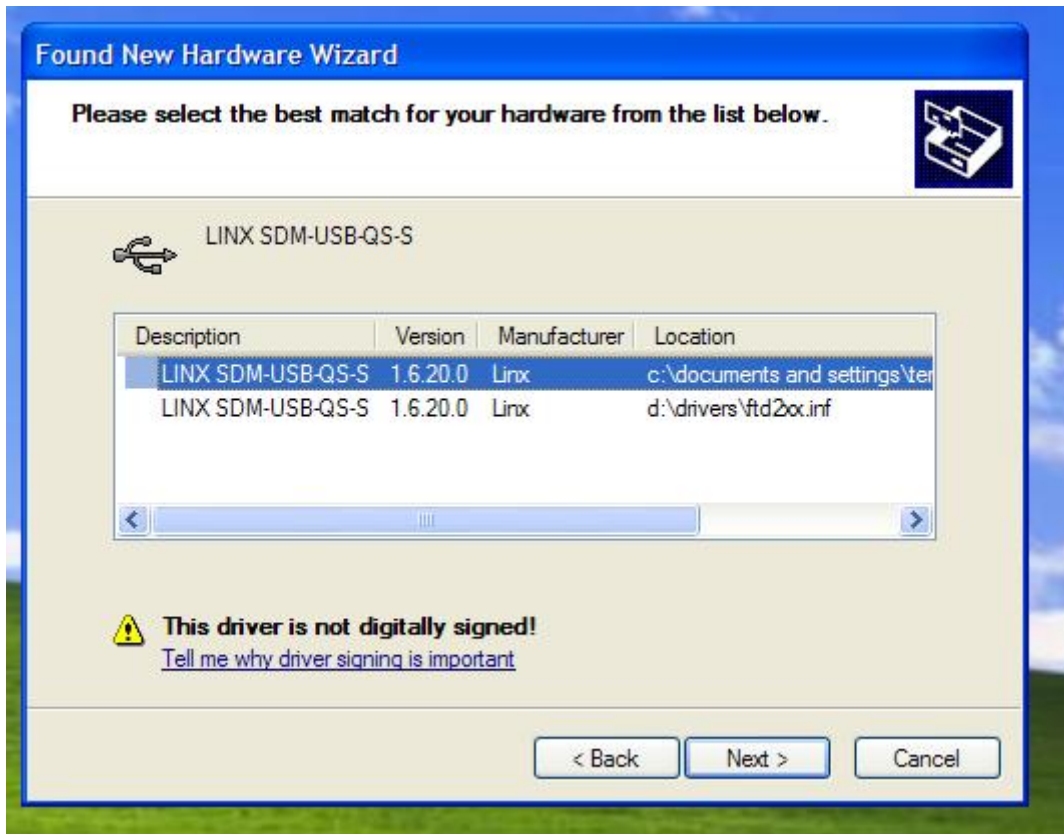 Found New Hardware Wizard
Please select the best match for your hardware from the list below.
LINX SDM-USB-QS-S
Description Version Manufacturer Location
LINX SDM-USB-QS-S 1.6.20.0 Linx c:\documents and settings\ter
LINX SDM-USB-QS-S 1.6.20.0 Linx d:\drivers\ftd2xx.inf
This driver is not digitally signed!
Tell me why driver signing is important
< Back Next > Cancel